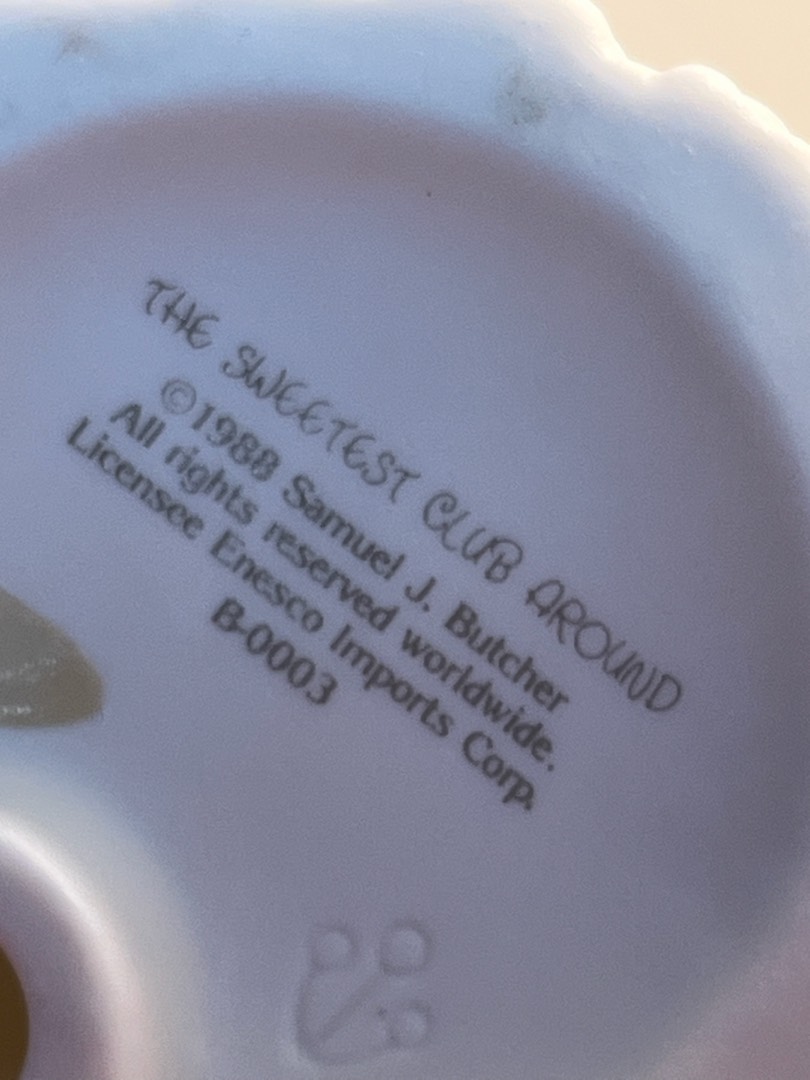 THE SWEETEST CLUB AROUND
©1988 Samuel J. Butcher
All rights reserved worldwide.
Licensee Enesco Imports Corp.
B-0003